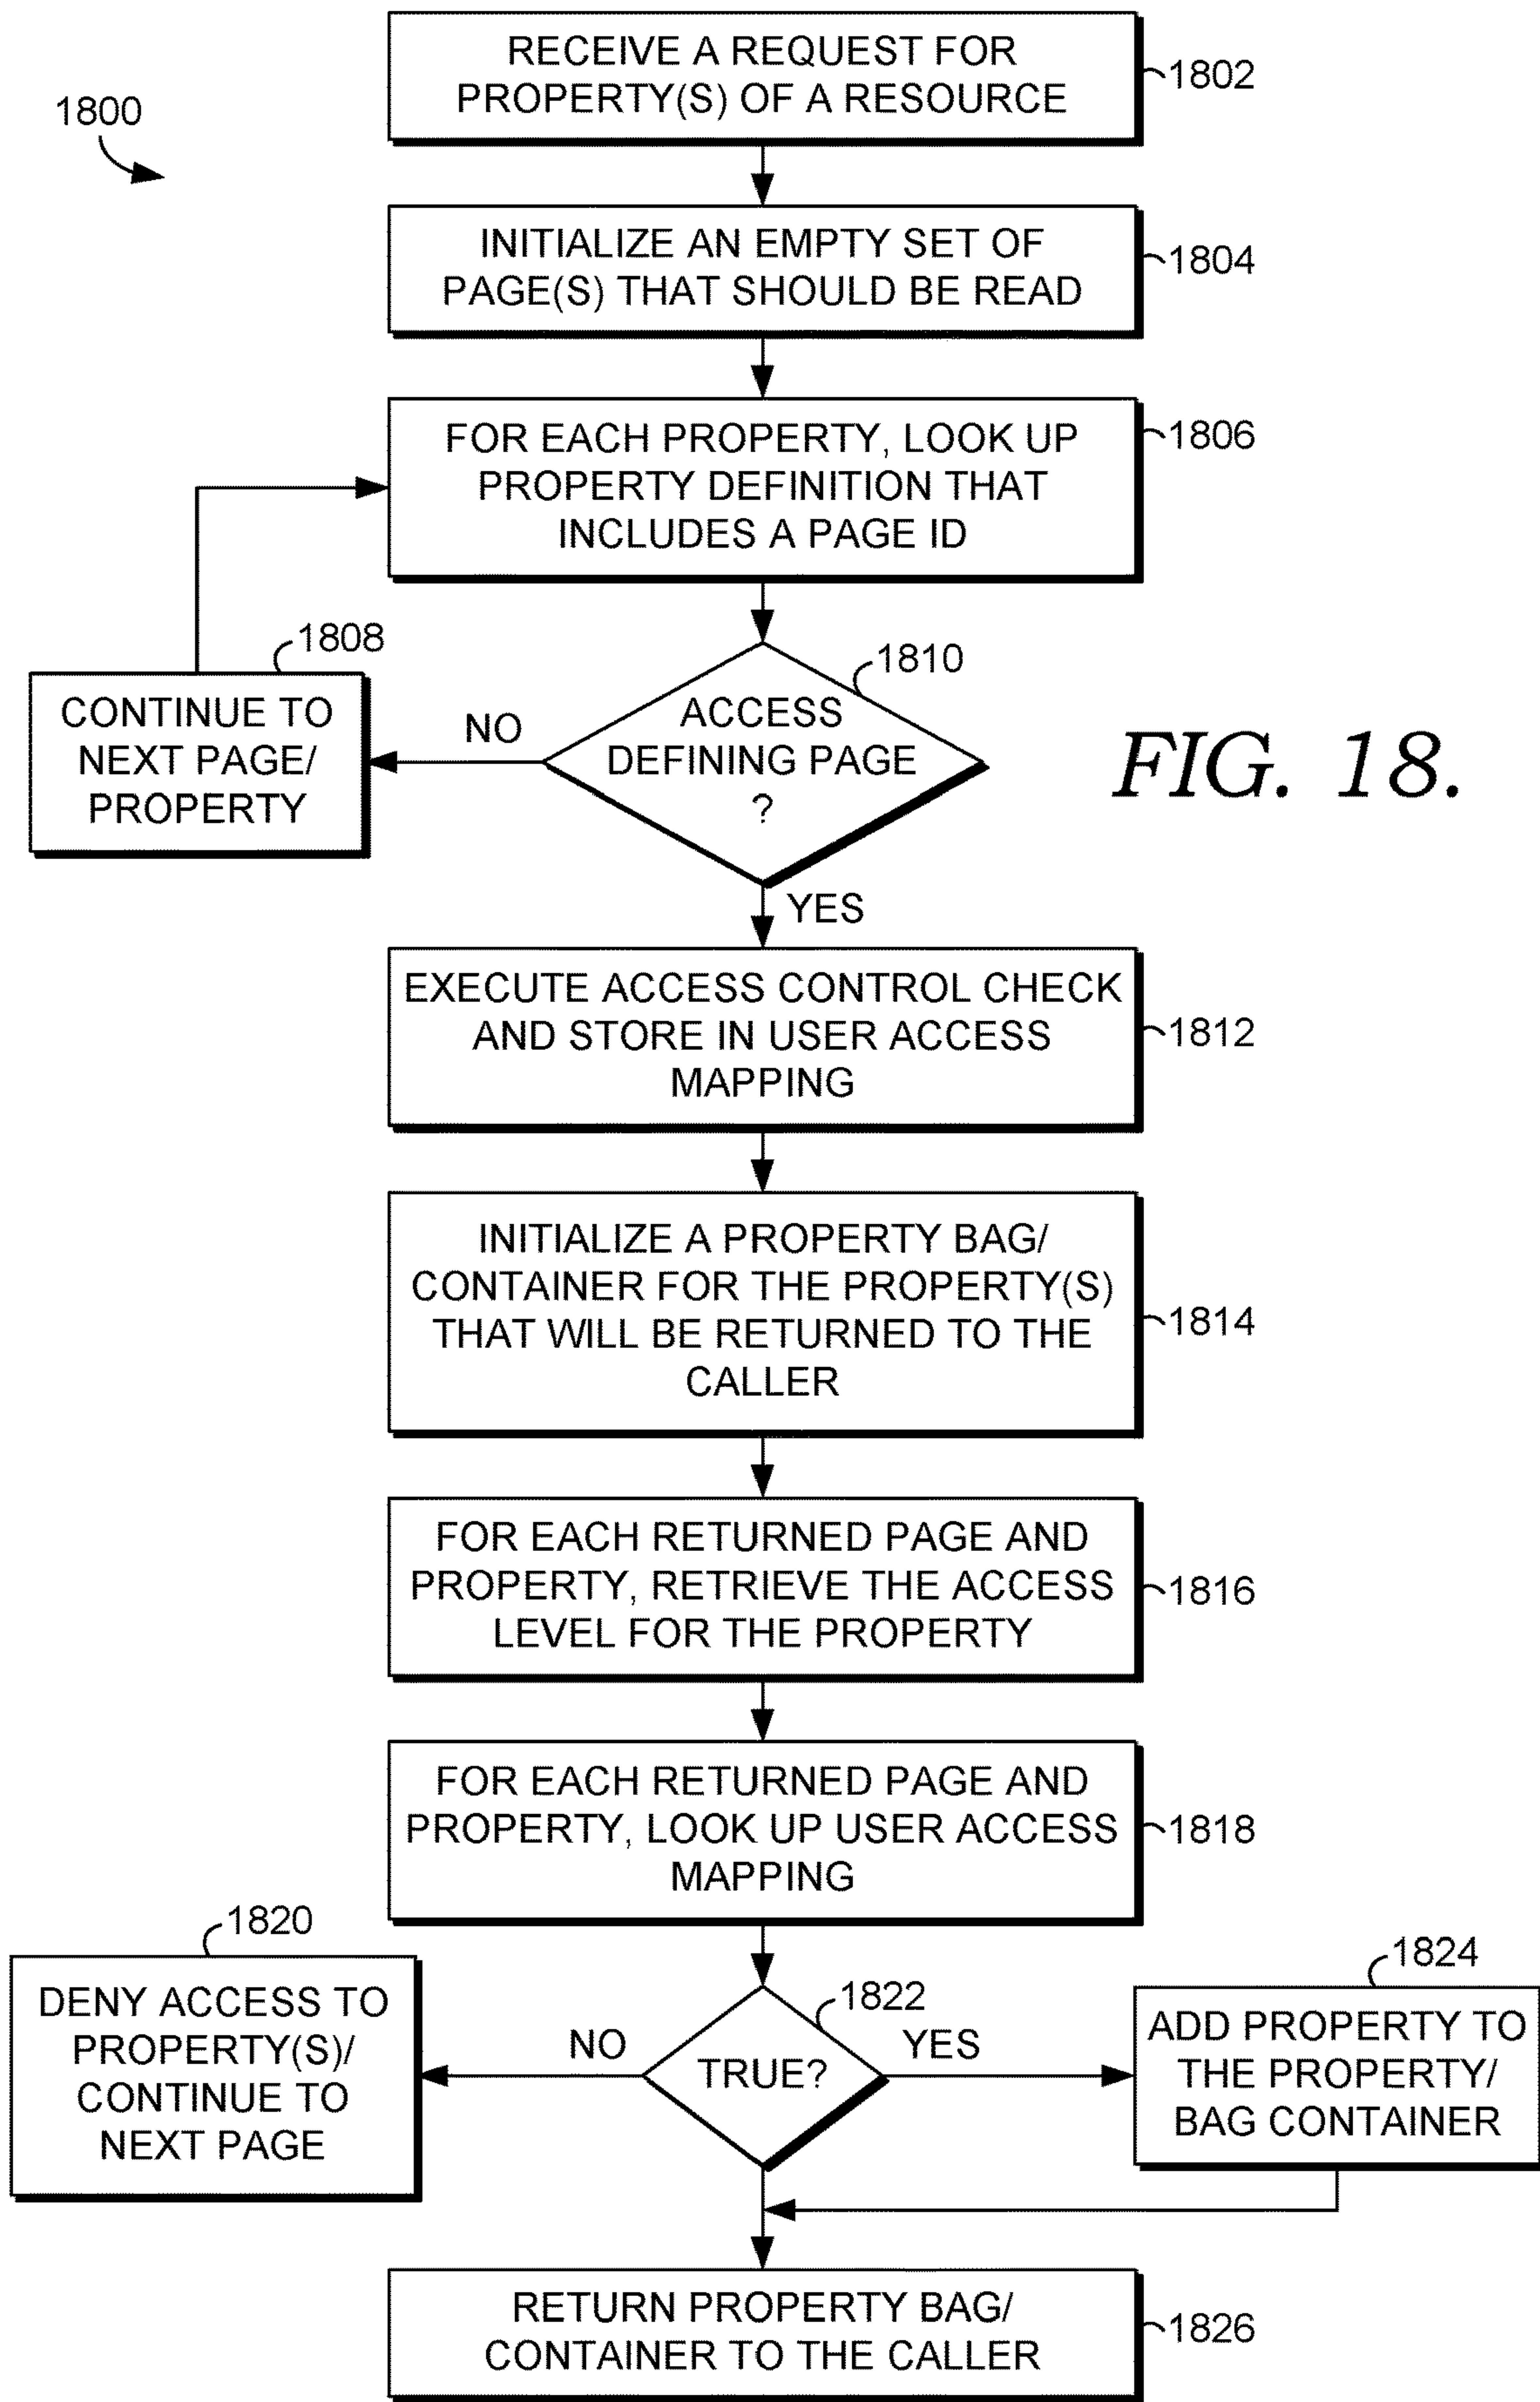 RECEIVE A REQUEST FOR
PROPERTY(S) OF A RESOURCE
1802
1800
INITIALIZE AN EMPTY SET OF
PAGE(S) THAT SHOULD BE READ
1804
FOR EACH PROPERTY, LOOK UP
PROPERTY DEFINITION THAT
INCLUDES A PAGE ID
1806
1808
CONTINUE TO
NEXT PAGE/
PROPERTY
NO
1810
ACCESS
DEFINING PAGE
?
FIG. 18.
YES
EXECUTE ACCESS CONTROL CHECK
AND STORE IN USER ACCESS
MAPPING
1812
INITIALIZE A PROPERTY BAG/
CONTAINER FOR THE PROPERTY(S)
THAT WILL BE RETURNED TO THE
CALLER
1814
FOR EACH RETURNED PAGE AND
PROPERTY, RETRIEVE THE ACCESS
LEVEL FOR THE PROPERTY
1816
FOR EACH RETURNED PAGE AND
PROPERTY, LOOK UP USER ACCESS
MAPPING
1818
1820
DENY ACCESS TO
PROPERTY(S)/
CONTINUE TO
NEXT PAGE
NO
1822
TRUE?
YES
1824
ADD PROPERTY TO
THE PROPERTY/
BAG CONTAINER
RETURN PROPERTY BAG/
CONTAINER TO THE CALLER
1826